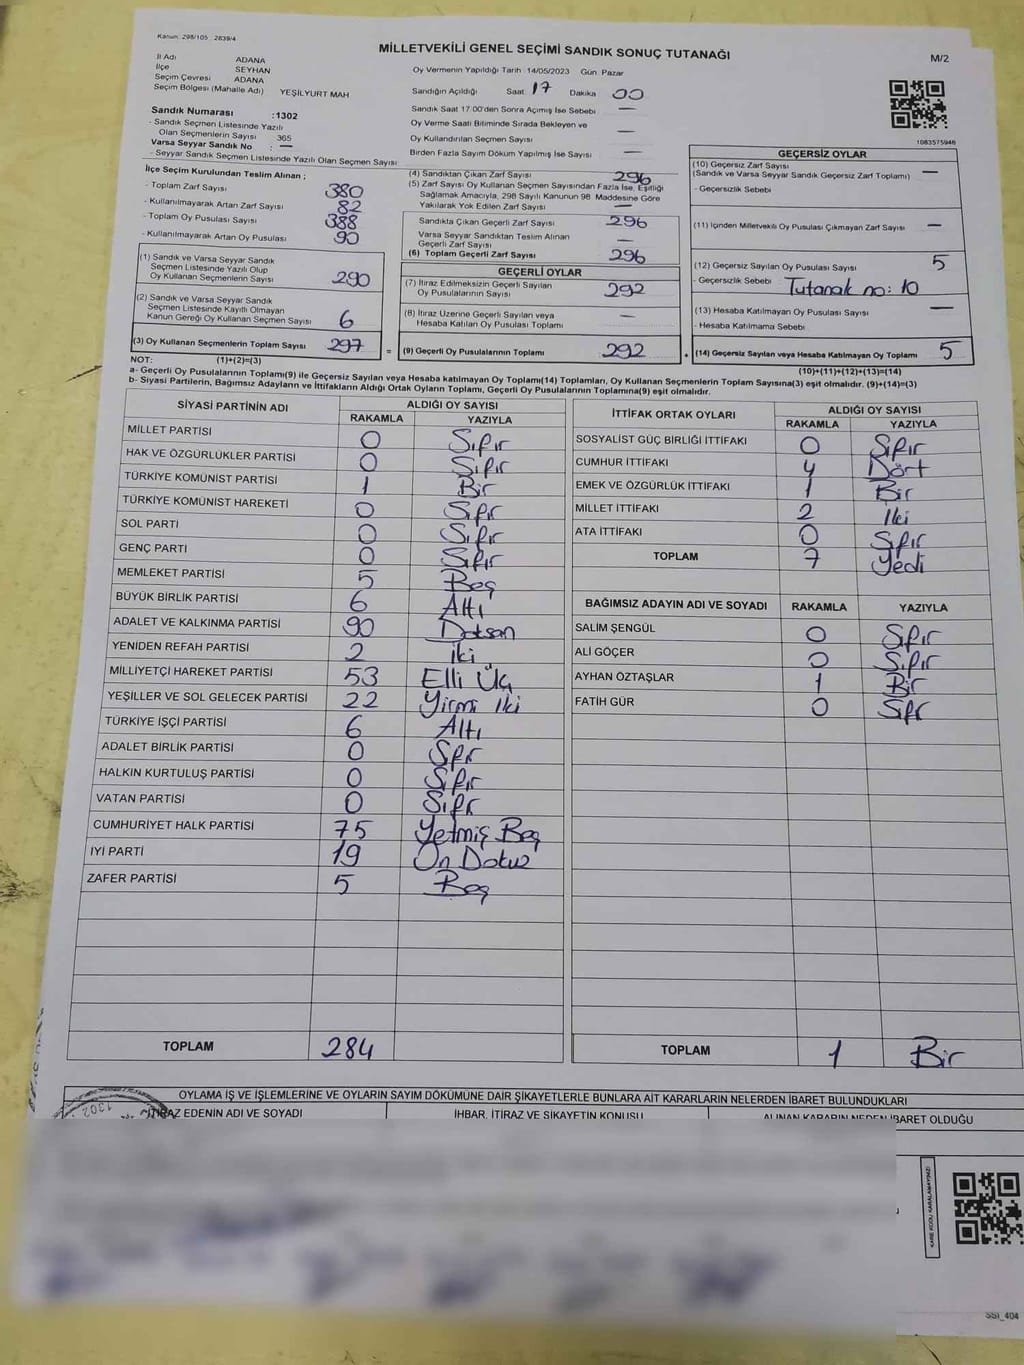 Kanun: 298/105 2839/4
MİLLETVEKİLİ GENEL SEÇİMİ SANDIK SONUÇ TUTANAĞI
M/2
İl Adı ADANA
İlçe SEYHAN
Seçim Çevresi ADANA
Seçim Bölgesi (Mahalle Adı) YEŞİLYURT MAH
Oy Vermenin Yapıldığı Tarih : 14/05/2023 Gün: Pazar
Sandığın Açıldığı Saat 17 Dakika 00
Sandık Saat 17:00'den Sonra Açımış İse Sebebi —
Oy Verme Saati Bitiminde Sırada Bekleyen ve
Oy Kullandırılan Seçmen Sayısı —
Birden Fazla Sayım Döküm Yapılmış İse Sayısı —
Sandık Numarası :1302
- Sandık Seçmen Listesinde Yazılı
Olan Seçmenlerin Sayısı 365
Varsa Seyyar Sandık No : —
- Seyyar Sandık Seçmen Listesinde Yazılı Olan Seçmen Sayısı
1083575946
İlçe Seçim Kurulundan Teslim Alınan ;
- Toplam Zarf Sayısı 380
- Kullanılmayarak Artan Zarf Sayısı 82
- Toplam Oy Pusulası Sayısı 388
- Kullanılmayarak Artan Oy Pusulası 90
(1) Sandık ve Varsa Seyyar Sandık
Seçmen Listesinde Yazılı Olup
Oy Kullanan Seçmenlerin Sayısı 290
(2) Sandık ve Varsa Seyyar Sandık
Seçmen Listesinde Kayıtlı Olmayan
Kanun Gereği Oy Kullanan Seçmen Sayısı 6
(3) Oy Kullanan Seçmenlerin Toplam Sayısı 297
(4) Sandıktan Çıkan Zarf Sayısı 296
(5) Zarf Sayısı Oy Kullanan Seçmen Sayısından Fazla İse, Eşitliği
Sağlamak Amacıyla, 298 Sayılı Kanunun 98. Maddesine Göre
Yakılarak Yok Edilen Zarf Sayısı —
Sandıkta Çıkan Geçerli Zarf Sayısı 296
Varsa Seyyar Sandıktan Teslim Alınan
Geçerli Zarf Sayısı —
(6) Toplam Geçerli Zarf Sayısı 296
GEÇERLİ OYLAR
(7) İtiraz Edilmeksizin Geçerli Sayılan
Oy Pusulalarının Sayısı 292
(8) İtiraz Üzerine Geçerli Sayılan veya
Hesaba Katılan Oy Pusulası Toplamı —
= (9) Geçerli Oy Pusulalarının Toplamı 292
GEÇERSİZ OYLAR
(10) Geçersiz Zarf Sayısı
(Sandık ve Varsa Seyyar Sandık Geçersiz Zarf Toplamı) —
- Geçersizlik Sebebi
(11) İçinden Milletvekili Oy Pusulası Çıkmayan Zarf Sayısı —
(12) Geçersiz Sayılan Oy Pusulası Sayısı 5
- Geçersizlik Sebebi Tutanak no: 10
(13) Hesaba Katılmayan Oy Pusulası Sayısı —
- Hesaba Katılmama Sebebi
+ (14) Geçersiz Sayılan veya Hesaba Katılmayan Oy Toplamı 5
NOT: (1)+(2)=(3) (10)+(11)+(12)+(13)=(14)
a- Geçerli Oy Pusulalarının Toplamı(9) ile Geçersiz Sayılan veya Hesaba katılmayan Oy Toplamı(14) Toplamları, Oy Kullanan Seçmenlerin Toplam Sayısına(3) eşit olmalıdır. (9)+(14)=(3)
b- Siyasi Partilerin, Bağımsız Adayların ve İttifakların Aldığı Ortak Oyların Toplamı, Geçerli Oy Pusulalarının Toplamına(9) eşit olmalıdır.
SİYASİ PARTİNİN ADI ALDIĞI OY SAYISI
RAKAMLA YAZIYLA
MİLLET PARTİSİ 0 Sıfır
HAK VE ÖZGÜRLÜKLER PARTİSİ 0 Sıfır
TÜRKİYE KOMÜNİST PARTİSİ 1 Bir
TÜRKİYE KOMÜNİST HAREKETİ 0 Sıfır
SOL PARTİ 0 Sıfır
GENÇ PARTİ 0 Sıfır
MEMLEKET PARTİSİ 5 Beş
BÜYÜK BİRLİK PARTİSİ 6 Altı
ADALET VE KALKINMA PARTİSİ 90 Doksan
YENİDEN REFAH PARTİSİ 2 İki
MİLLİYETÇİ HAREKET PARTİSİ 53 Elli Üç
YEŞİLLER VE SOL GELECEK PARTİSİ 22 Yirmi İki
TÜRKİYE İŞÇİ PARTİSİ 6 Altı
ADALET BİRLİK PARTİSİ 0 Sıfır
HALKIN KURTULUŞ PARTİSİ 0 Sıfır
VATAN PARTİSİ 0 Sıfır
CUMHURİYET HALK PARTİSİ 75 Yetmiş Beş
İYİ PARTİ 19 On Dokuz
ZAFER PARTİSİ 5 Beş
TOPLAM 284
İTTİFAK ORTAK OYLARI ALDIĞI OY SAYISI
RAKAMLA YAZIYLA
SOSYALİST GÜÇ BİRLİĞİ İTTİFAKI 0 Sıfır
CUMHUR İTTİFAKI 4 Dört
EMEK VE ÖZGÜRLÜK İTTİFAKI 1 Bir
MİLLET İTTİFAKI 2 İki
ATA İTTİFAKI 0 Sıfır
TOPLAM 7 Yedi
BAĞIMSIZ ADAYIN ADI VE SOYADI RAKAMLA YAZIYLA
SALİM ŞENGÜL 0 Sıfır
ALİ GÖÇER 0 Sıfır
AYHAN ÖZTAŞLAR 1 Bir
FATİH GÜR 0 Sıfır
TOPLAM 1 Bir
OYLAMA İŞ VE İŞLEMLERİNE VE OYLARIN SAYIM DÖKÜMÜNE DAİR ŞİKAYETLERLE BUNLARA AİT KARARLARIN NELERDEN İBARET BULUNDUKLARI
İTİRAZ EDENİN ADI VE SOYADI İHBAR, İTİRAZ VE ŞİKAYETİN KONUSU ALINAN KARARIN NEDEN İBARET OLDUĞU
1302
KARE KODU KARALAMAYINIZ!
SSİ_404